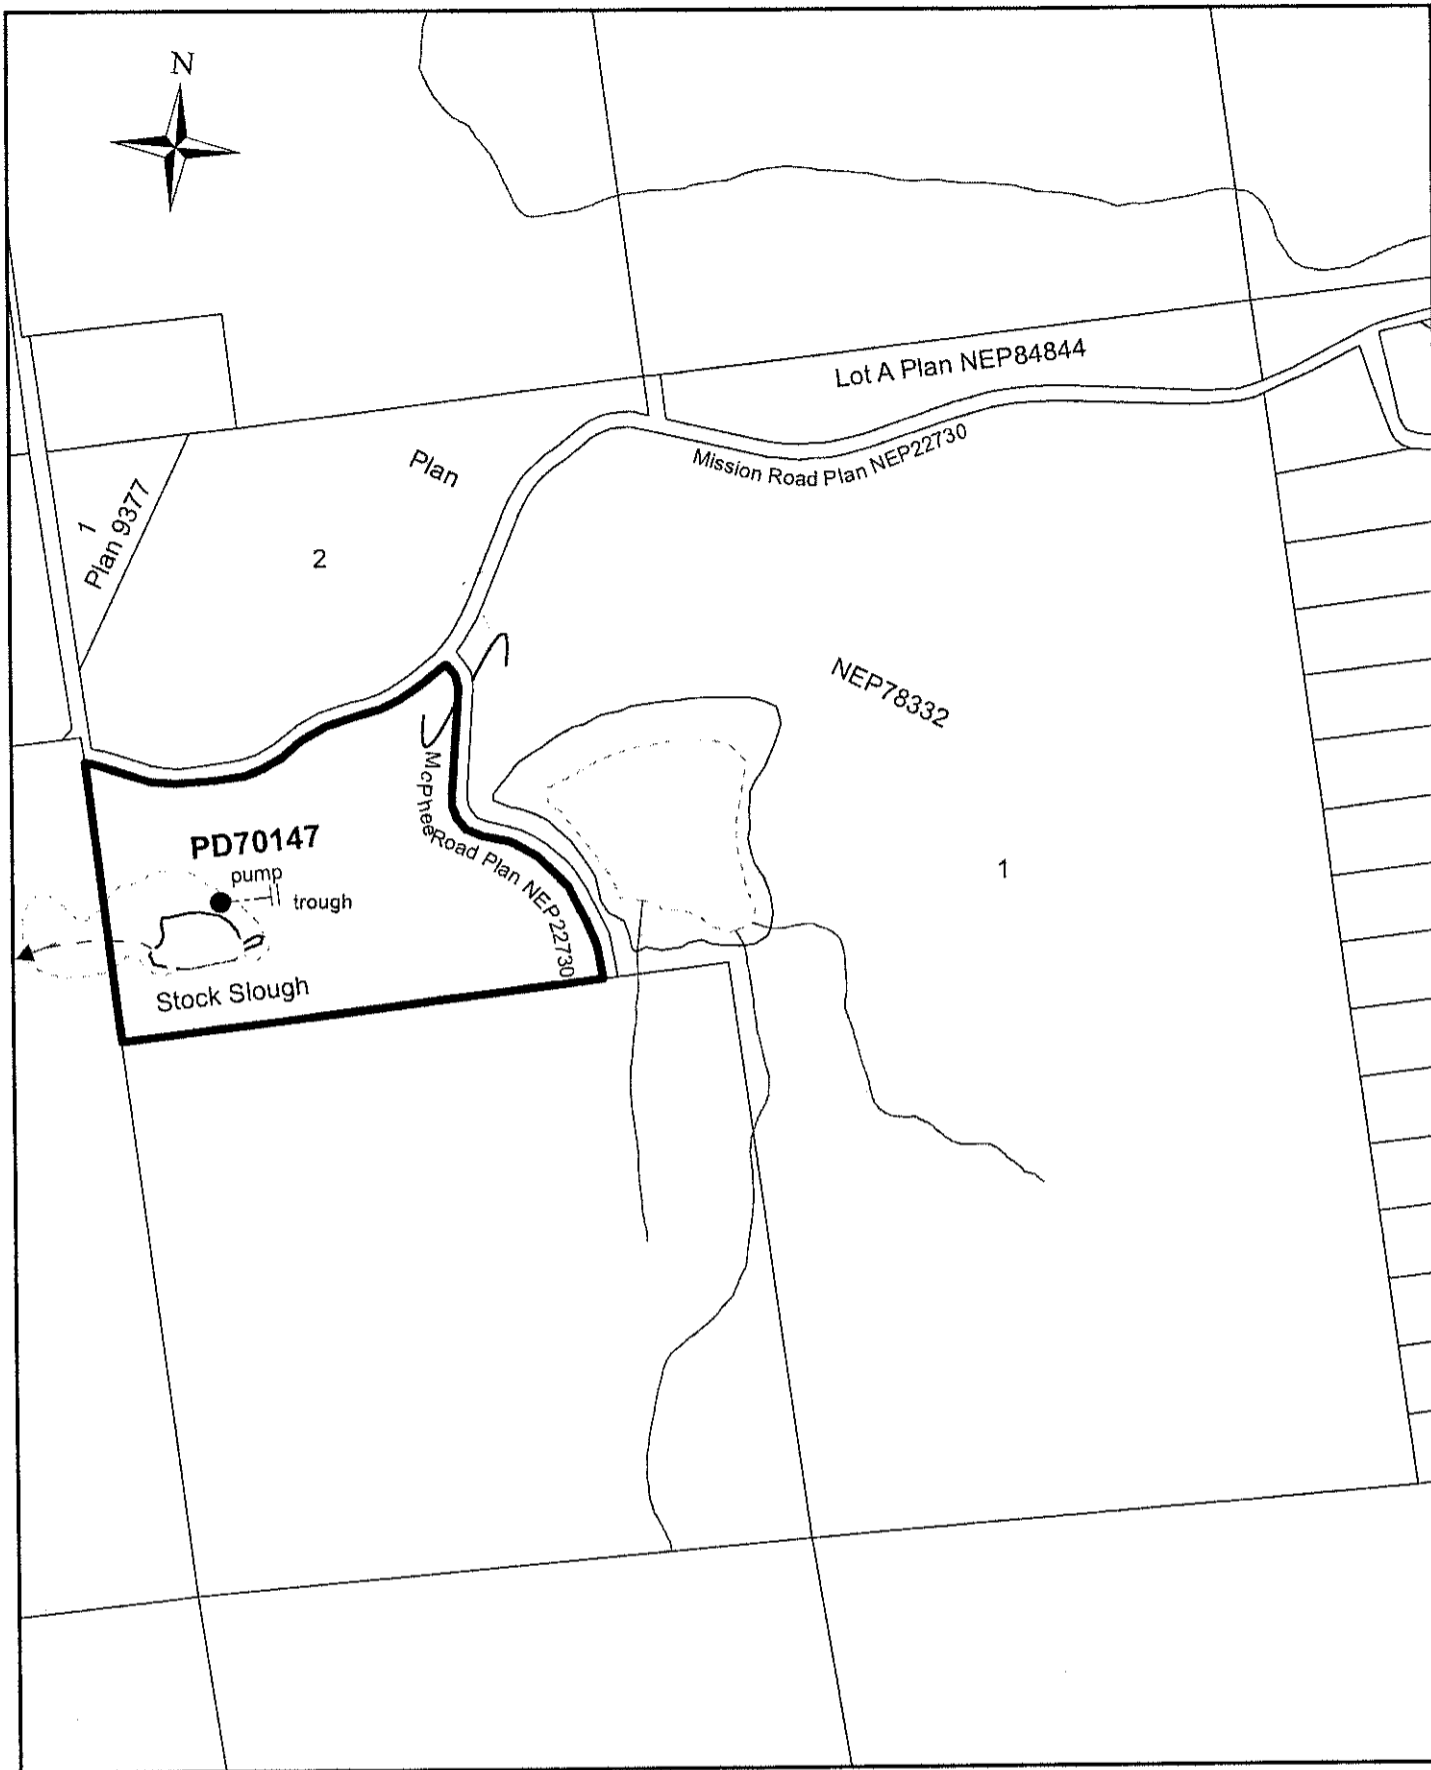 N
Lot A Plan NEP84844
Mission Road Plan NEP22730
Plan
1
Plan 9377
2
NEP78332
McPhee Road Plan NEP22730
PD70147
pump
trough
1
Stock Slough